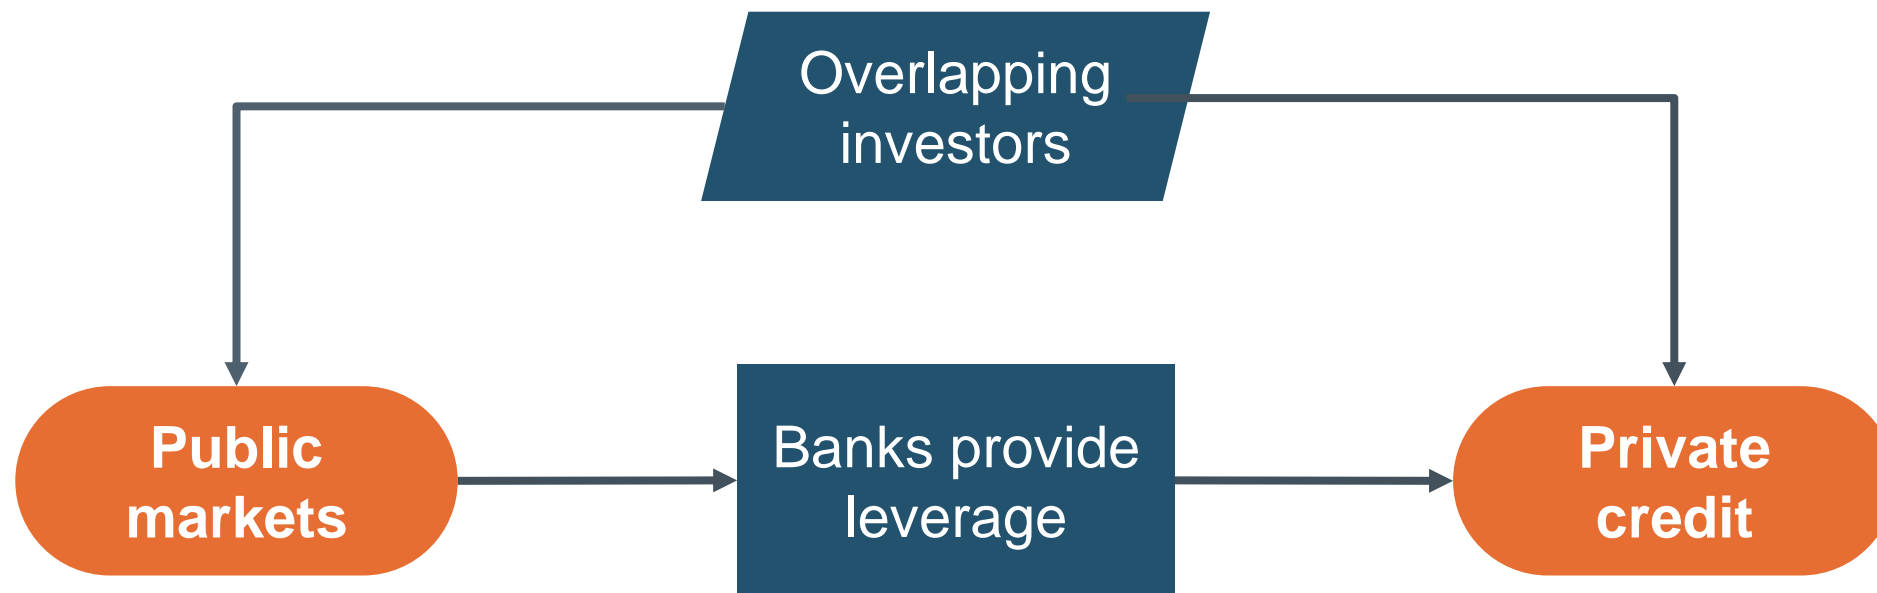 Overlapping
investors
Public
markets
Banks provide
leverage
Private
credit